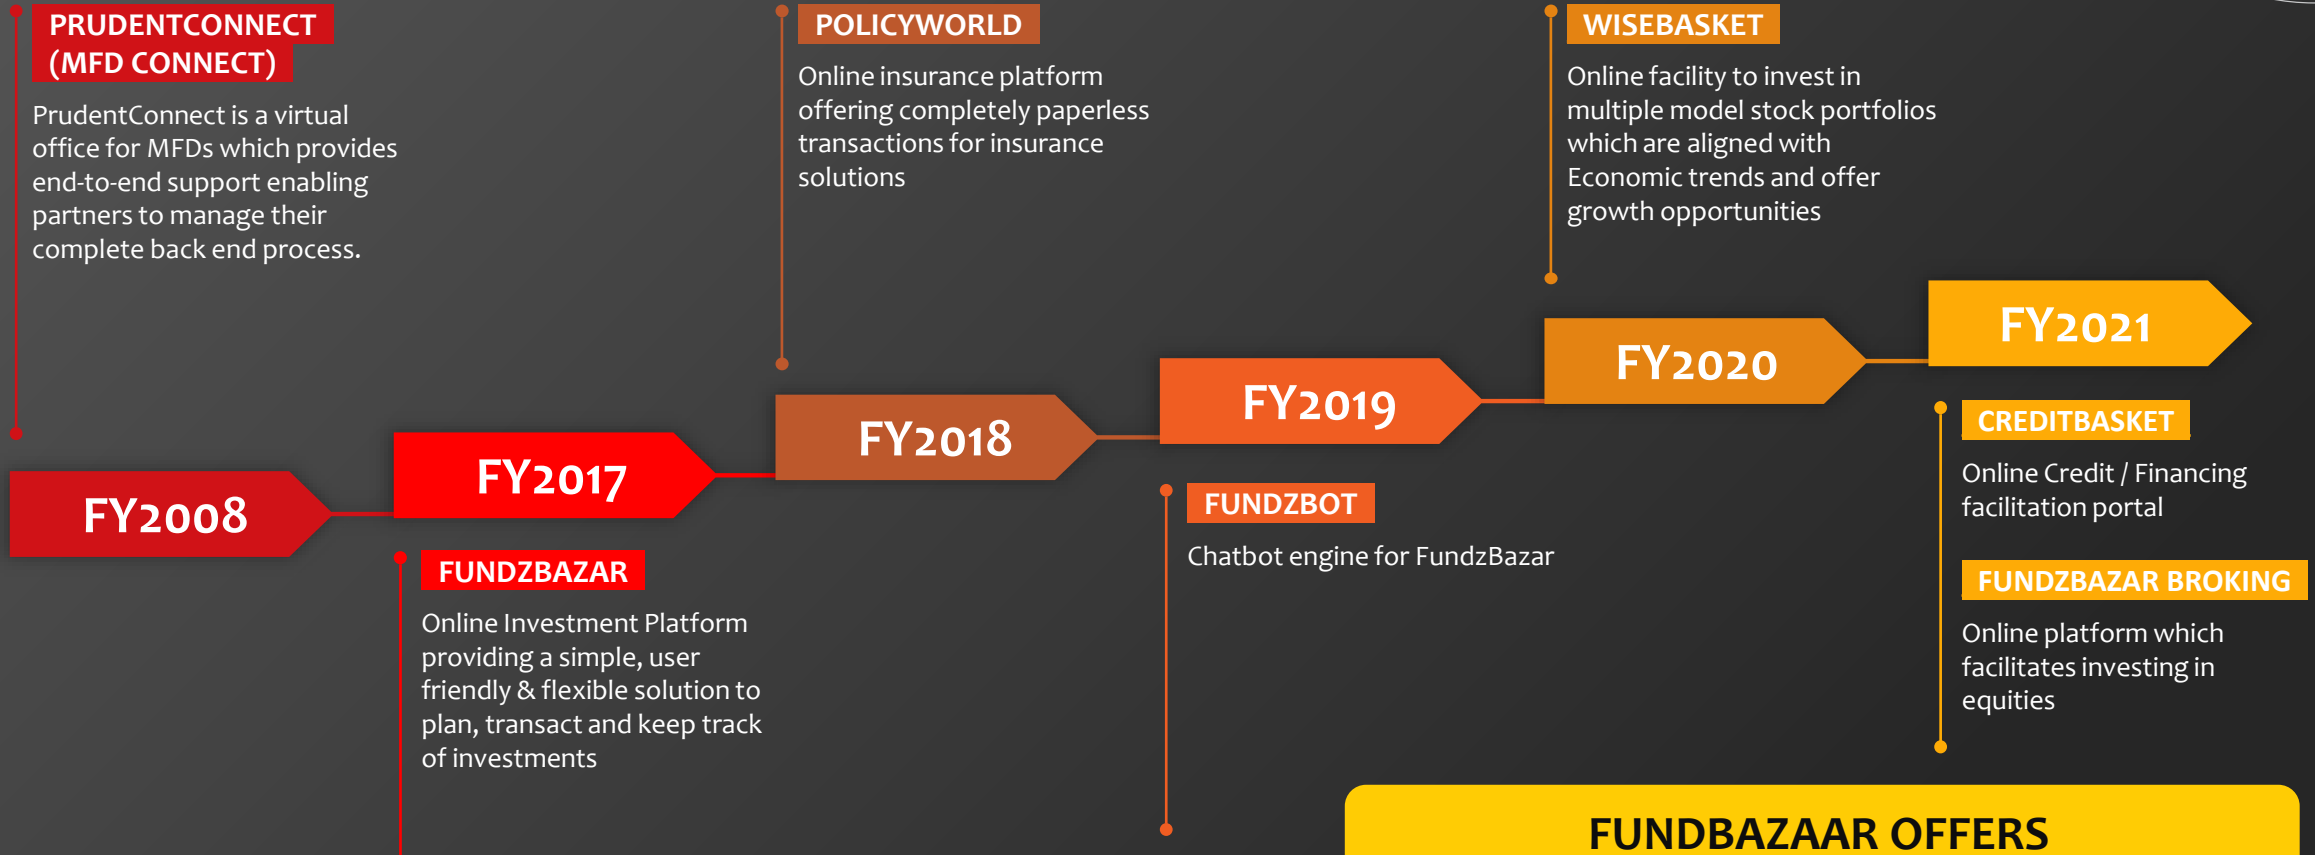 PRUDENTCONNECT
(MFD CONNECT)
PrudentConnect is a virtual
office for MFDs which provides
end-to-end support enabling
partners to manage their
complete back end process.
POLICYWORLD
Online insurance platform
offering completely paperless
transactions for insurance
solutions
WISEBASKET
Online facility to invest in
multiple model stock portfolios
which are aligned with
Economic trends and offer
growth opportunities
FY2008
FY2017
FY2018
FY2019
FY2020
FY2021
FUNDZBAZAR
Online Investment Platform
providing a simple, user
friendly & flexible solution to
plan, transact and keep track
of investments
FUNDZBOT
Chatbot engine for FundzBazar
CREDITBASKET
Online Credit / Financing
facilitation portal
FUNDZBAZAR BROKING
Online platform which
facilitates investing in
equities
FUNDBAZAAR OFFERS